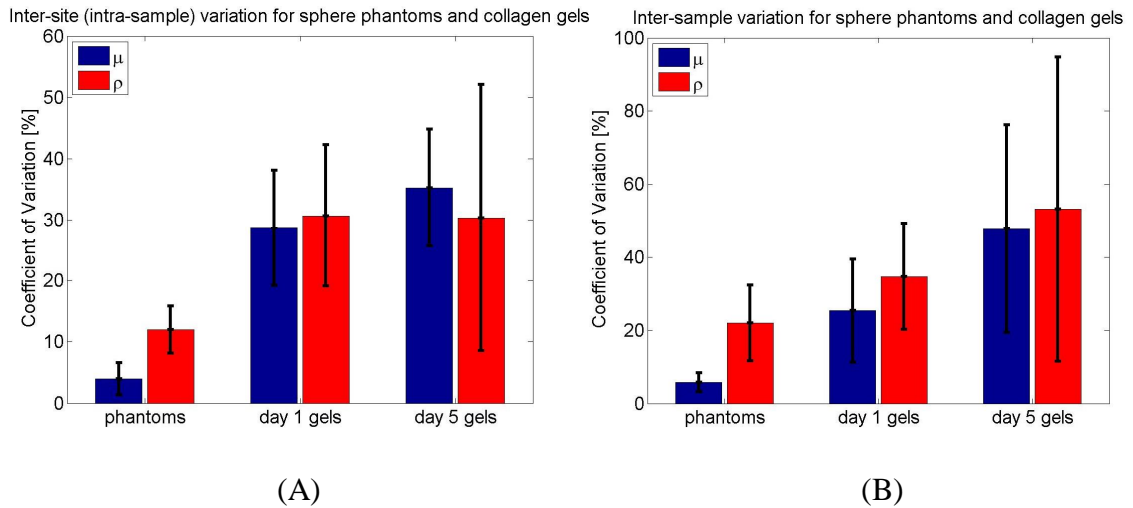 Inter-site (intra-sample) variation for sphere phantoms and collagen gels
60
50
40
30
20
10
0
Coefficient of Variation [%]
μ
ρ
phantoms
day 1 gels
day 5 gels
(A)
Inter-sample variation for sphere phantoms and collagen gels
100
80
60
40
20
0
Coefficient of Variation [%]
μ
ρ
phantoms
day 1 gels
day 5 gels
(B)